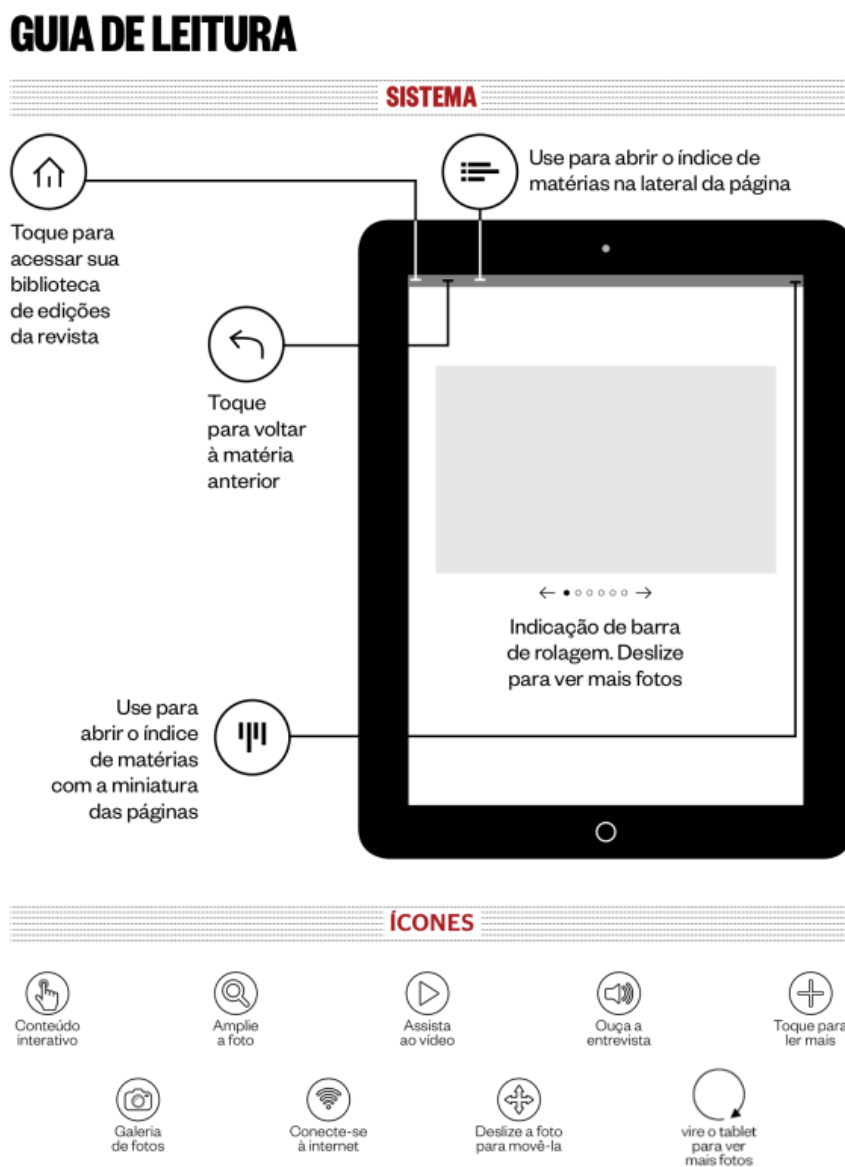 GUIA DE LEITURA
SISTEMA
Use para abrir o índice de
matérias na lateral da página
Toque para
acessar sua
biblioteca
de edições
da revista
Toque
para voltar
à matéria
anterior
Indicação de barra
de rolagem. Deslize
para ver mais fotos
Use para
abrir o índice
de matérias
com a miniatura
das páginas
ÍCONES
Conteúdo
interativo
Amplie
a foto
Assista
ao vídeo
Ouça a
entrevista
Toque para
ler mais
Galeria
de fotos
Conecte-se
à internet
Deslize a foto
para movê-la
vire o tablet
para ver
mais fotos